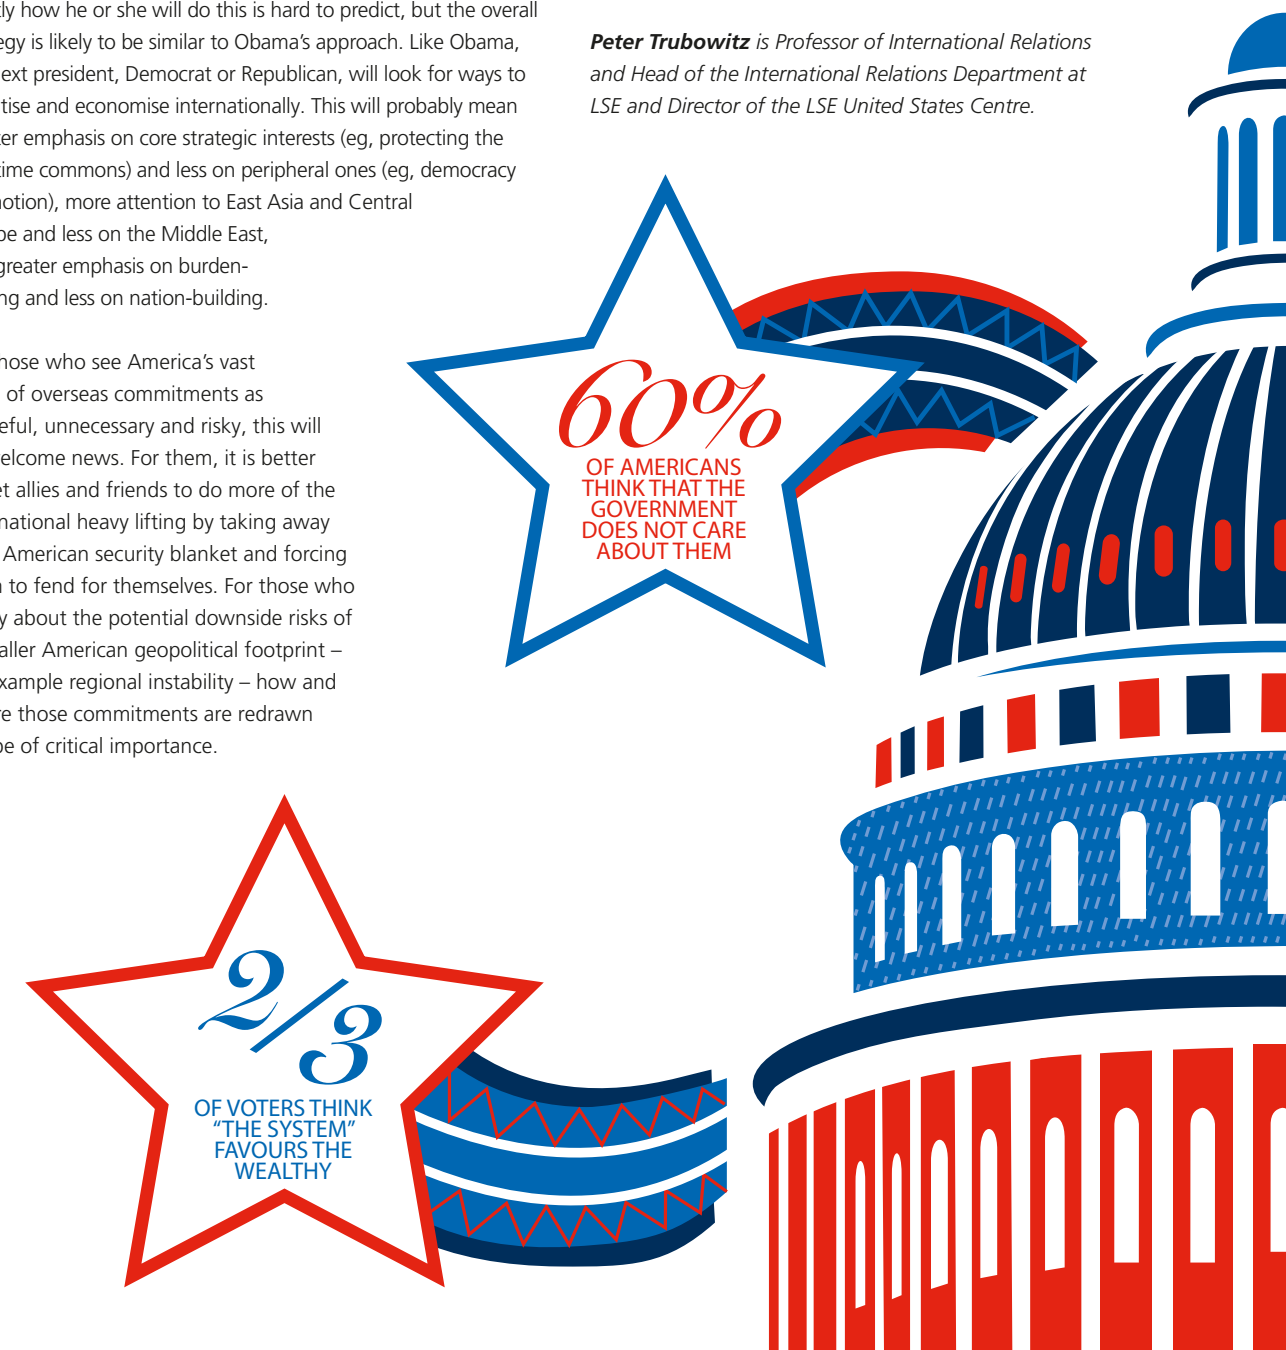 ly how he or she will do this is hard to predict, but the overall
egy is likely to be similar to Obama’s approach. Like Obama,
ext president, Democrat or Republican, will look for ways to
tise and economise internationally. This will probably mean
er emphasis on core strategic interests (eg, protecting the
time commons) and less on peripheral ones (eg, democracy
otion), more attention to East Asia and Central
pe and less on the Middle East,
greater emphasis on burden-
ng and less on nation-building.
hose who see America’s vast
of overseas commitments as
eful, unnecessary and risky, this will
elcome news. For them, it is better
et allies and friends to do more of the
national heavy lifting by taking away
American security blanket and forcing
n to fend for themselves. For those who
y about the potential downside risks of
aller American geopolitical footprint –
xample regional instability – how and
re those commitments are redrawn
be of critical importance.
Peter Trubowitz is Professor of International Relations
and Head of the International Relations Department at
LSE and Director of the LSE United States Centre.
60%
OF AMERICANS
THINK THAT THE
GOVERNMENT
DOES NOT CARE
ABOUT THEM
2/3
OF VOTERS THINK
“THE SYSTEM”
FAVOURS THE
WEALTHY